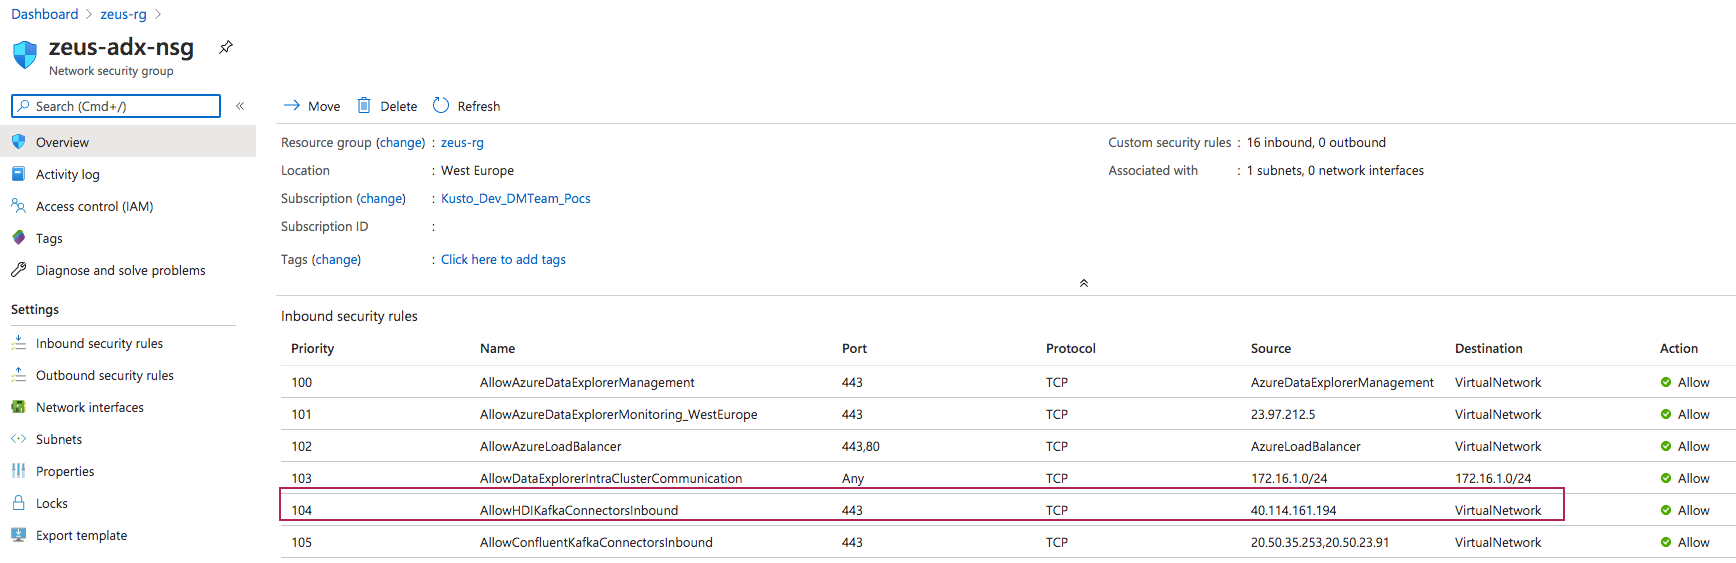 Dashboard > zeus-rg >
zeus-adx-nsg
Network security group
Search (Cmd+/)
«
Overview
Activity log
Access control (IAM)
Tags
Diagnose and solve problems
Settings
Inbound security rules
Outbound security rules
Network interfaces
Subnets
Properties
Locks
Export template
Move Delete Refresh
Resource group (change) : zeus-rg
Location : West Europe
Subscription (change) : Kusto_Dev_DMTeam_Pocs
Subscription ID :
Tags (change) : Click here to add tags
Custom security rules : 16 inbound, 0 outbound
Associated with : 1 subnets, 0 network interfaces
Inbound security rules
Priority Name Port Protocol Source Destination Action
100 AllowAzureDataExplorerManagement 443 TCP AzureDataExplorerManagement VirtualNetwork Allow
101 AllowAzureDataExplorerMonitoring_WestEurope 443 TCP 23.97.212.5 VirtualNetwork Allow
102 AllowAzureLoadBalancer 443,80 TCP AzureLoadBalancer VirtualNetwork Allow
103 AllowDataExplorerIntraClusterCommunication Any TCP 172.16.1.0/24 172.16.1.0/24 Allow
104 AllowHDIKafkaConnectorsInbound 443 TCP 40.114.161.194 VirtualNetwork Allow
105 AllowConfluentKafkaConnectorsInbound 443 TCP 20.50.35.253,20.50.23.91 VirtualNetwork Allow